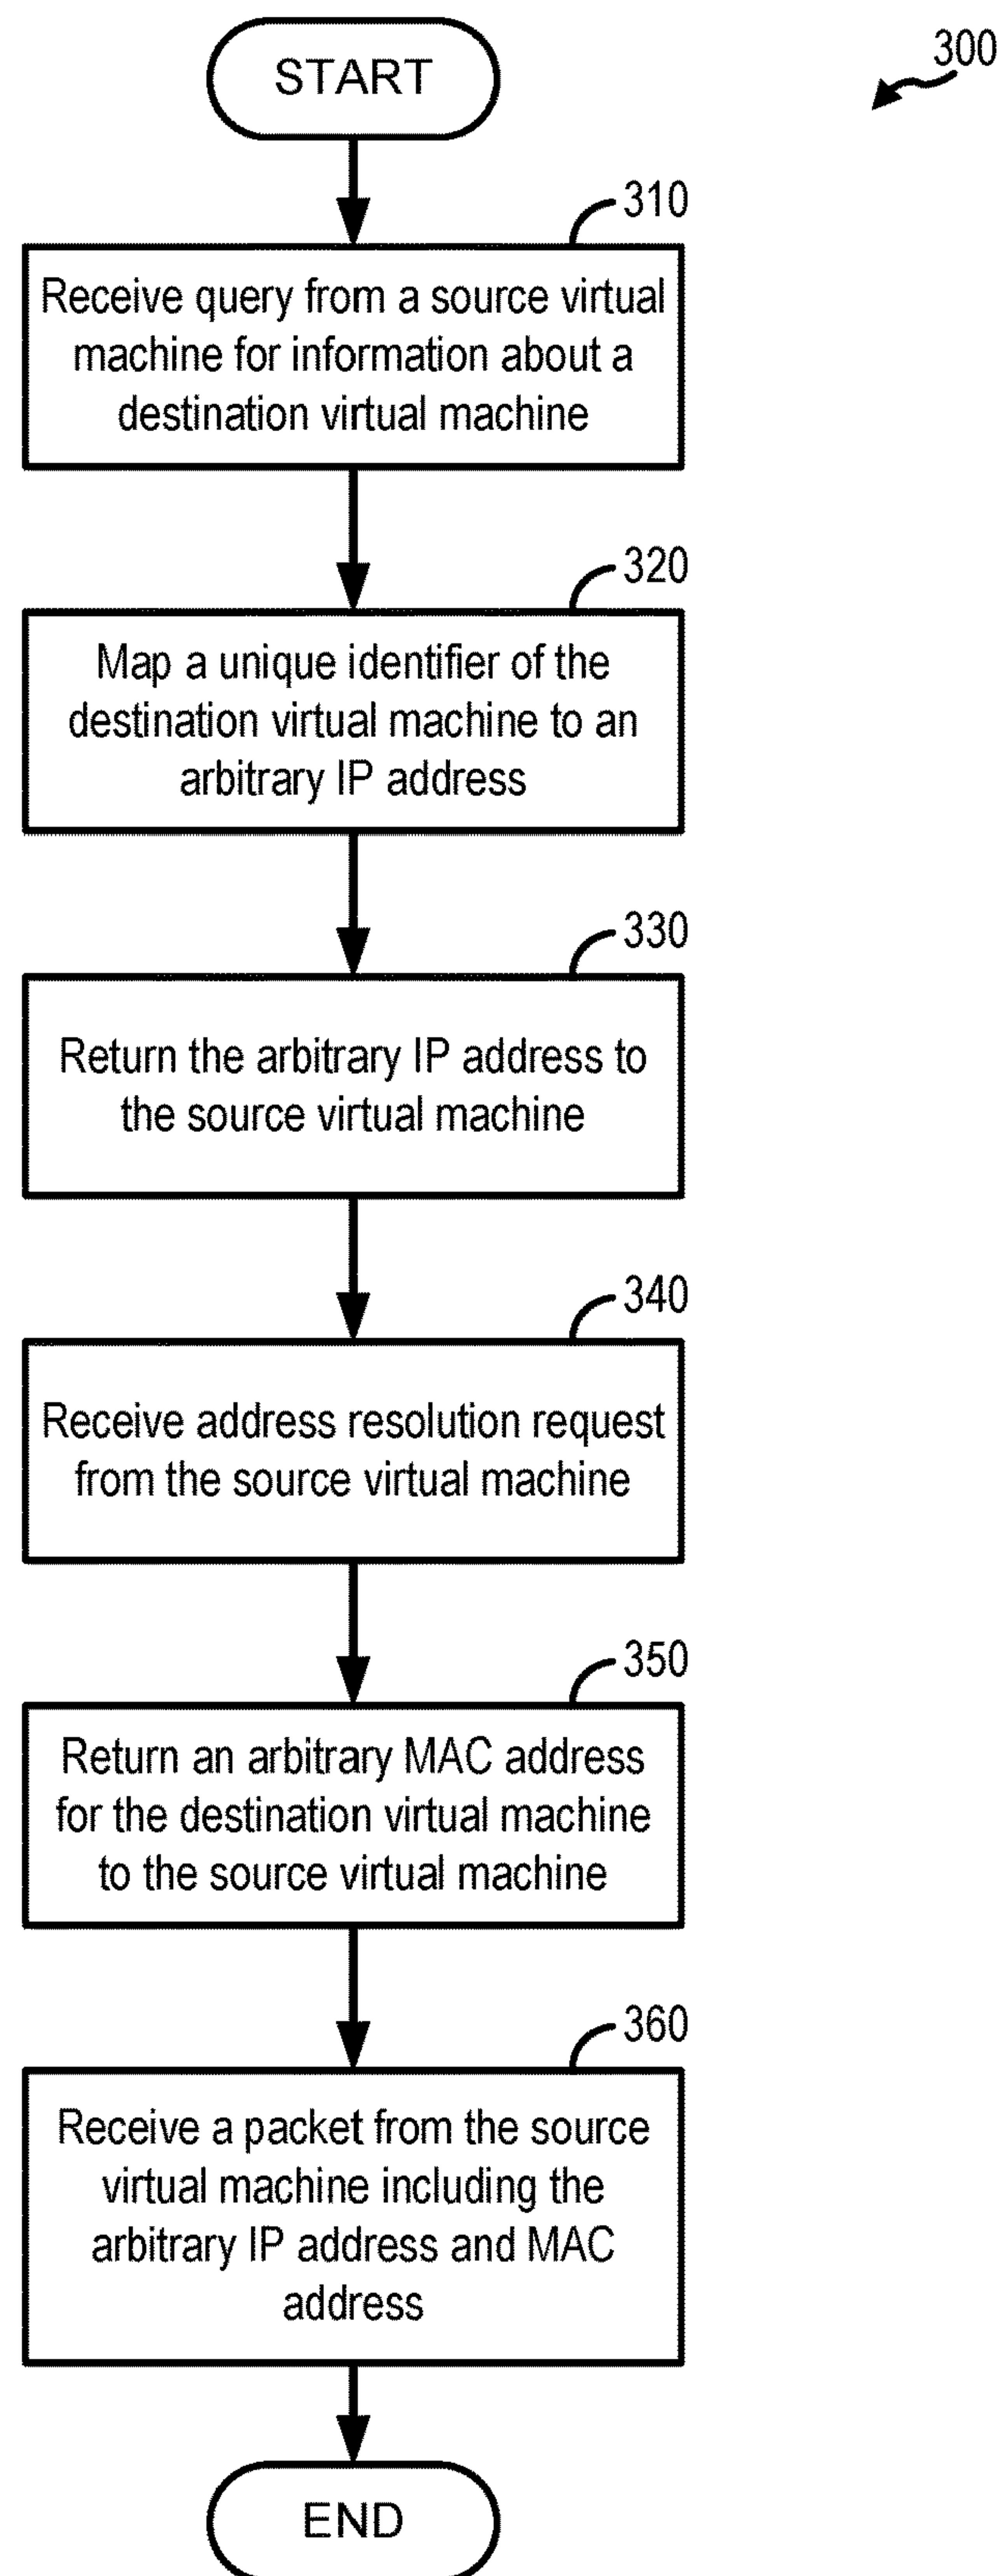 START
300
310
Receive query from a source virtual
machine for information about a
destination virtual machine
320
Map a unique identifier of the
destination virtual machine to an
arbitrary IP address
330
Return the arbitrary IP address to
the source virtual machine
340
Receive address resolution request
from the source virtual machine
350
Return an arbitrary MAC address
for the destination virtual machine
to the source virtual machine
360
Receive a packet from the source
virtual machine including the
arbitrary IP address and MAC
address
END